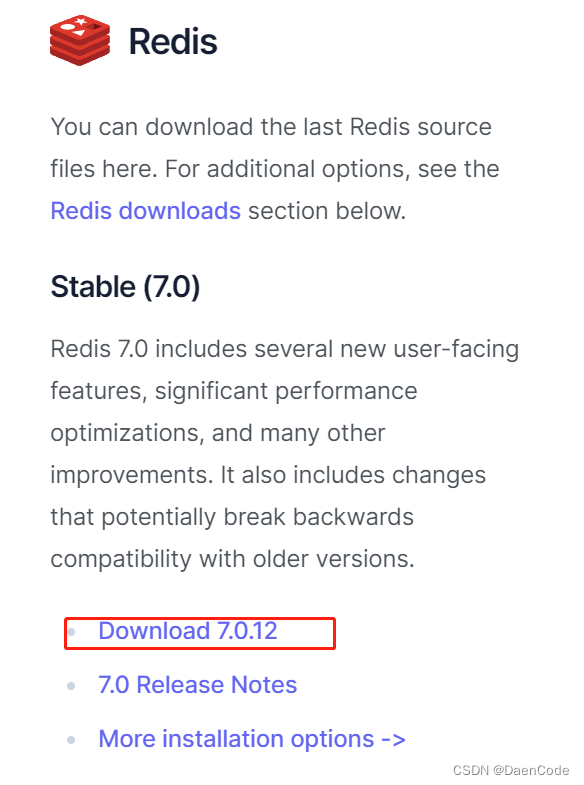 Redis
You can download the last Redis source
files here. For additional options, see the
Redis downloads section below.
Stable (7.0)
Redis 7.0 includes several new user-facing
features, significant performance
optimizations, and many other
improvements. It also includes changes
that potentially break backwards
compatibility with older versions.
Download 7.0.12
7.0 Release Notes
More installation options ->
CSDN @DaenCode